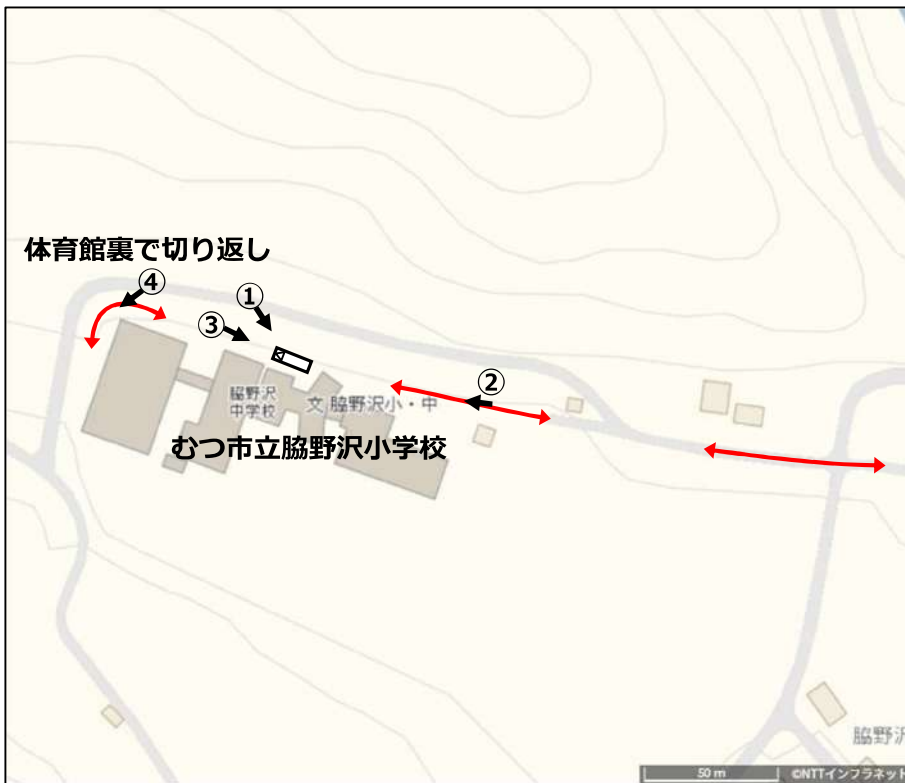 体育館裏で切り返し
④
①
③
②
脇野沢
中学校
文 脇野沢小・中
むつ市立脇野沢小学校
脇野沢
50 m
©NTTインフラネット